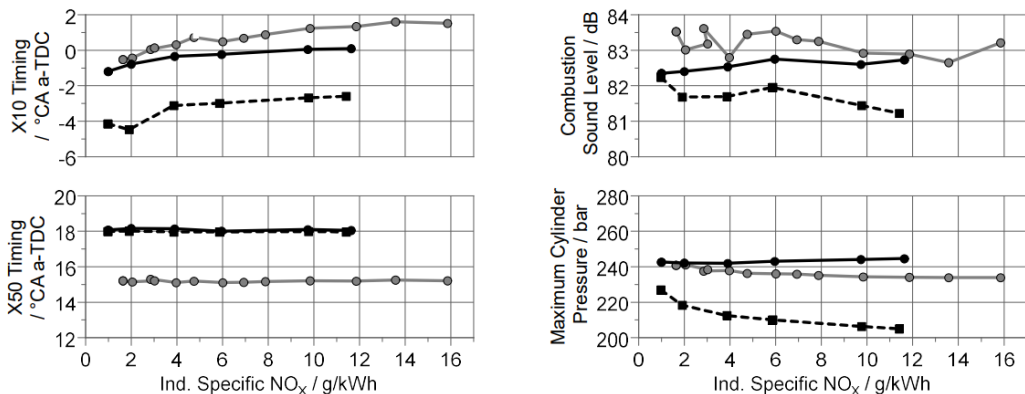 X10 Timing
/ °CA a-TDC
2
0
-2
-4
-6
Combustion
Sound Level / dB
84
83
82
81
80
X50 Timing
/ °CA a-TDC
20
18
16
14
12
0 2 4 6 8 10 12 14 16
Ind. Specific NOX / g/kWh
Maximum Cylinder
Pressure / bar
280
260
240
220
200
0 2 4 6 8 10 12 14 16
Ind. Specific NOX / g/kWh